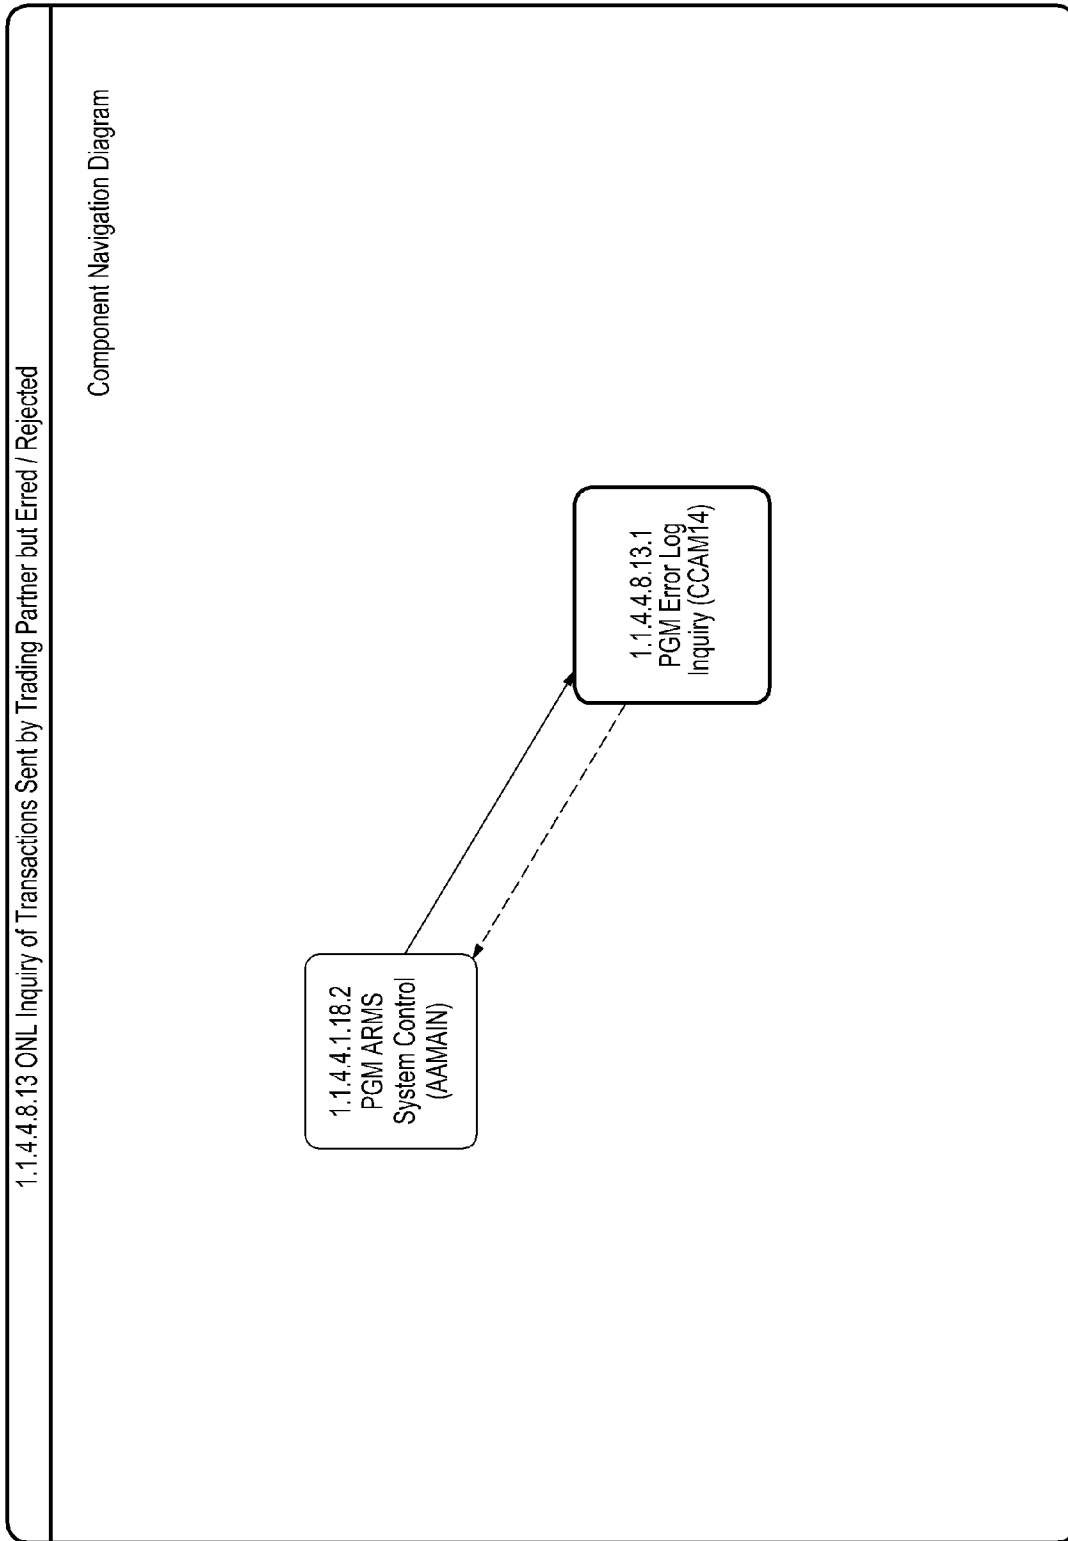 1.1.4.4.8.13 ONL Inquiry of Transactions Sent by Trading Partner but Erred / Rejected
Component Navigation Diagram
1.1.4.4.1.18.2
PGM ARMS
System Control
(AAMAIN)
1.1.4.4.8.13.1
PGM Error Log
Inquiry (CCAM14)